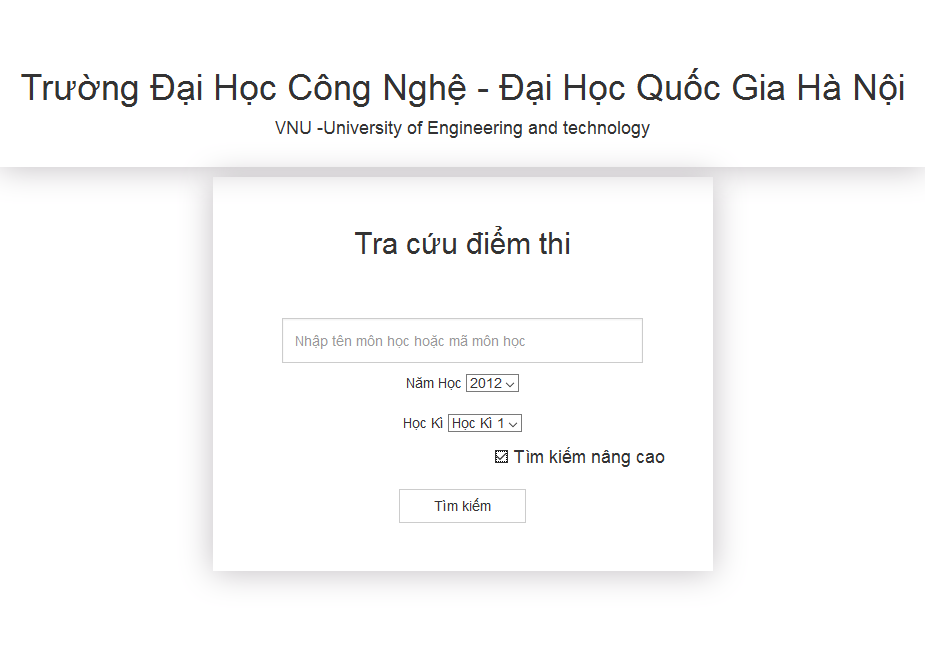 Trường Đại Học Công Nghệ - Đại Học Quốc Gia Hà Nội
VNU -University of Engineering and technology
Tra cứu điểm thi
Nhập tên môn học hoặc mã môn học
Năm Học 2012
Học Kì Học Kì 1
Tìm kiếm nâng cao
Tìm kiếm